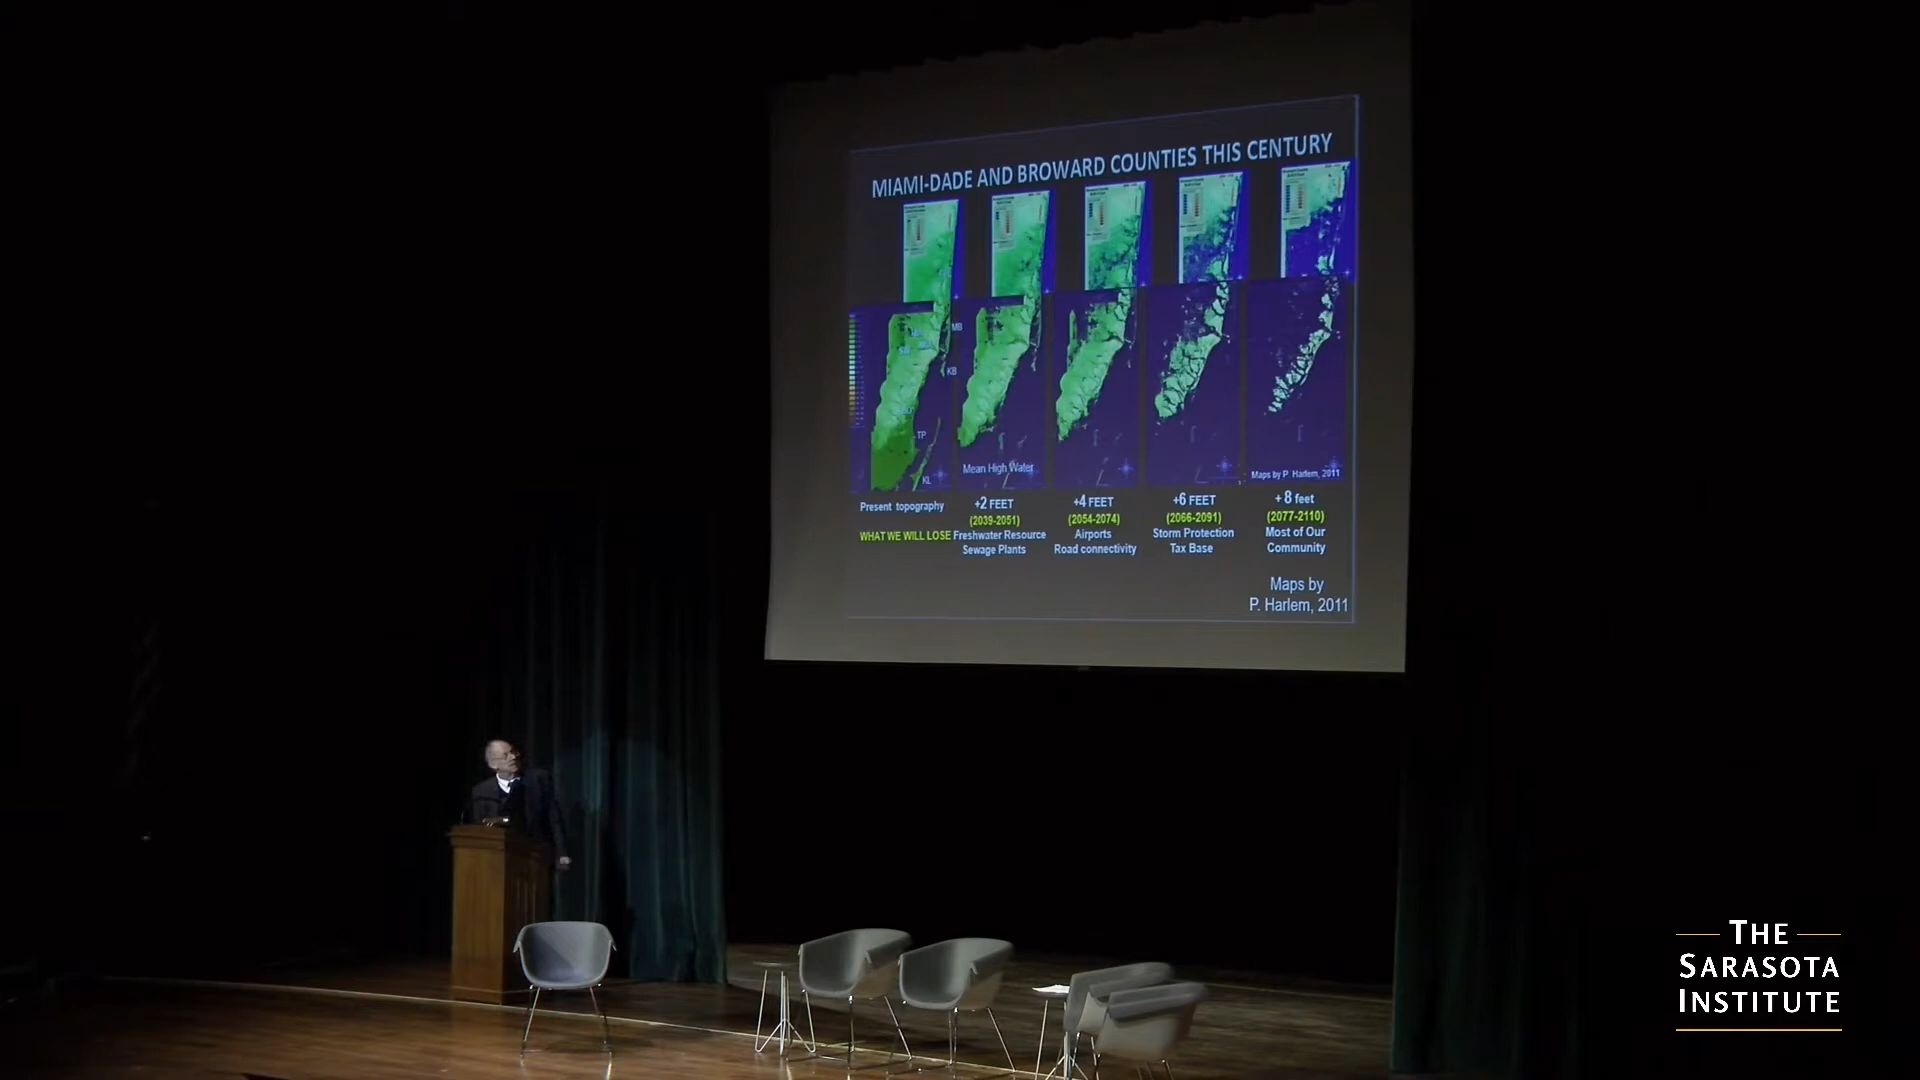 MIAMI-DADE AND BROWARD COUNTIES THIS CENTURY
MB
KB
TP
KL
Mean High Water
Maps by P. Harlem, 2011
Present topography
+2 FEET
+4 FEET
+6 FEET
+ 8 feet
(2039-2051)
(2054-2074)
(2066-2091)
(2077-2110)
WHAT WE WILL LOSE
Freshwater Resource
Sewage Plants
Airports
Road connectivity
Storm Protection
Tax Base
Most of Our
Community
Maps by
P. Harlem, 2011
THE
SARASOTA
INSTITUTE